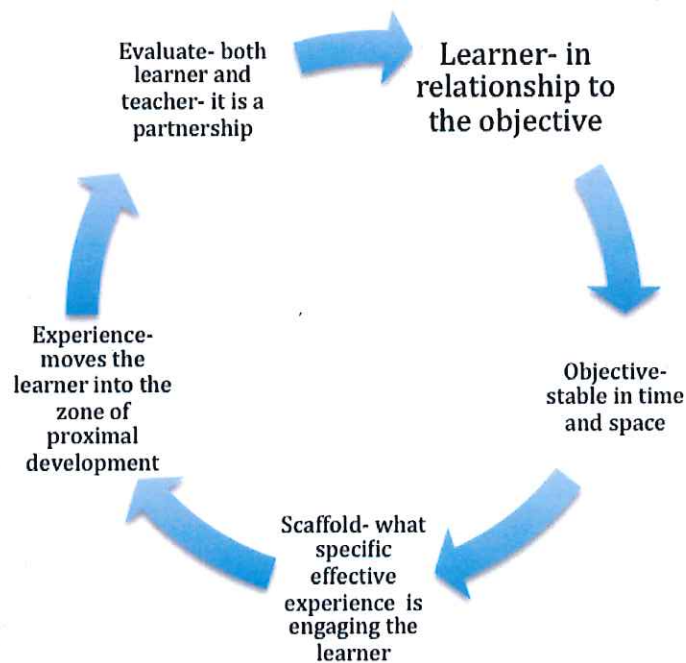 Evaluate- both
learner and
teacher- it is a
partnership
Learner- in
relationship to
the objective
Objective-
stable in time
and space
Scaffold- what
specific
effective
experience is
engaging the
learner
Experience-
moves the
learner into the
zone of
proximal
development